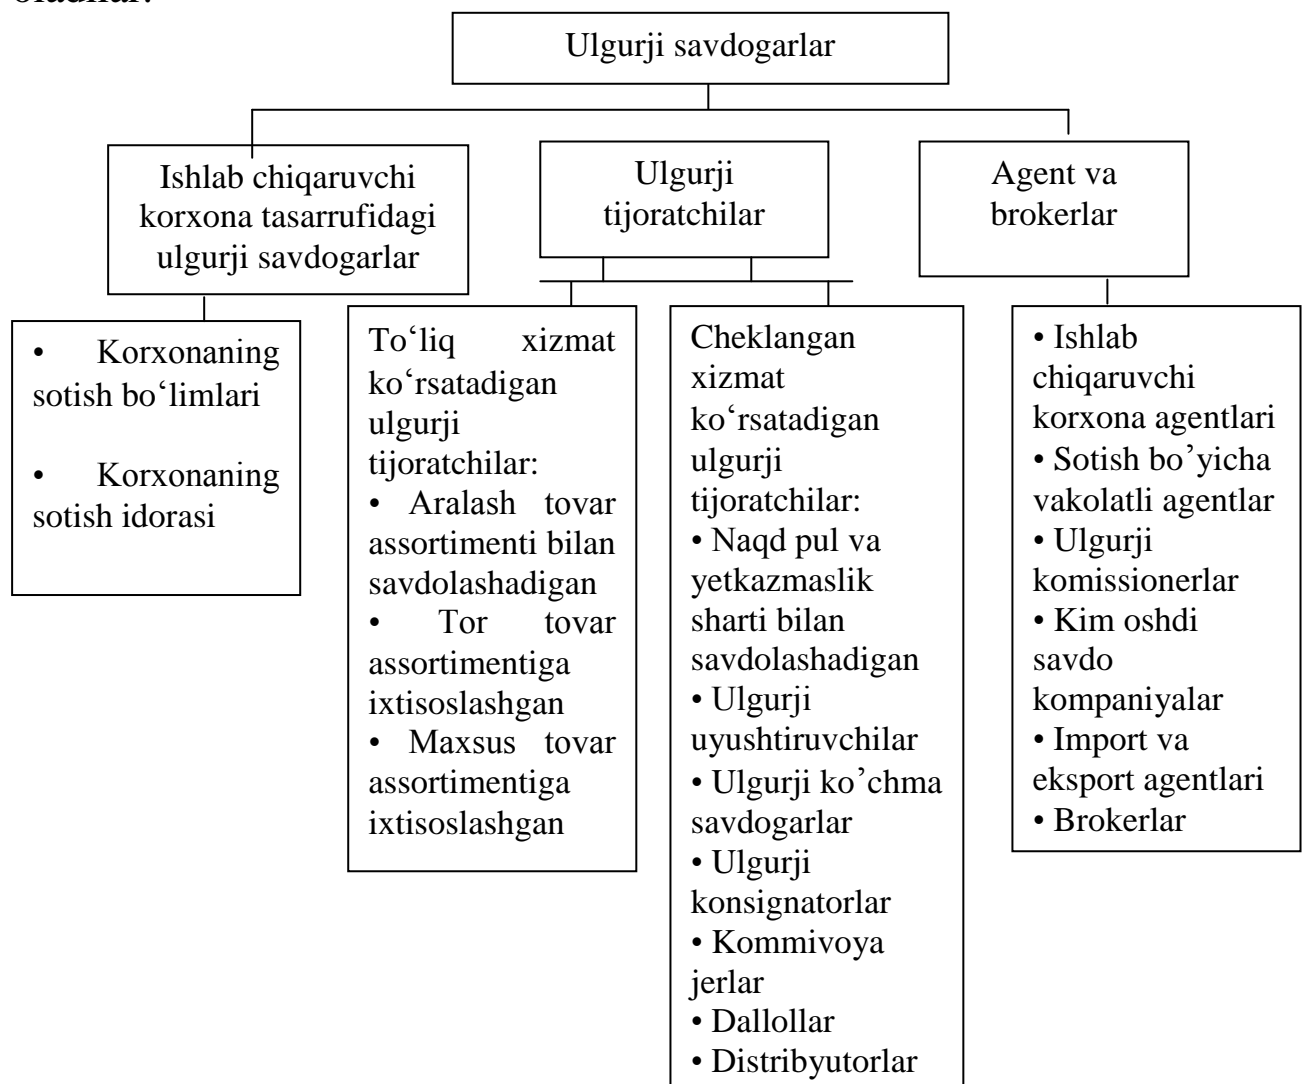 Ulgurji savdogarlar
Ishlab chiqaruvchi
korxona tasarrufidagi
ulgurji savdogarlar
Ulgurji
tijoratchilar
Agent va
brokerlar
• Korxonaning
sotish bo‘limlari
• Korxonaning
sotish idorasi
To‘liq xizmat
ko‘rsatadigan
ulgurji
tijoratchilar:
• Aralash tovar
assortimenti bilan
savdolashadigan
• Tor tovar
assortimentiga
ixtisoslashgan
• Maxsus tovar
assortimentiga
ixtisoslashgan
Cheklangan
xizmat
ko‘rsatadigan
ulgurji
tijoratchilar:
• Naqd pul va
yetkazmaslik
sharti bilan
savdolashadigan
• Ulgurji
uyushtiruvchilar
• Ulgurji ko’chma
savdogarlar
• Ulgurji
konsignatorlar
• Kommivoya
jerlar
• Dallollar
• Distribyutorlar
• Ishlab
chiqaruvchi
korxona agentlari
• Sotish bo’yicha
vakolatli agentlar
• Ulgurji
komissionerlar
• Kim oshdi
savdo
kompaniyalar
• Import va
eksport agentlari
• Brokerlar